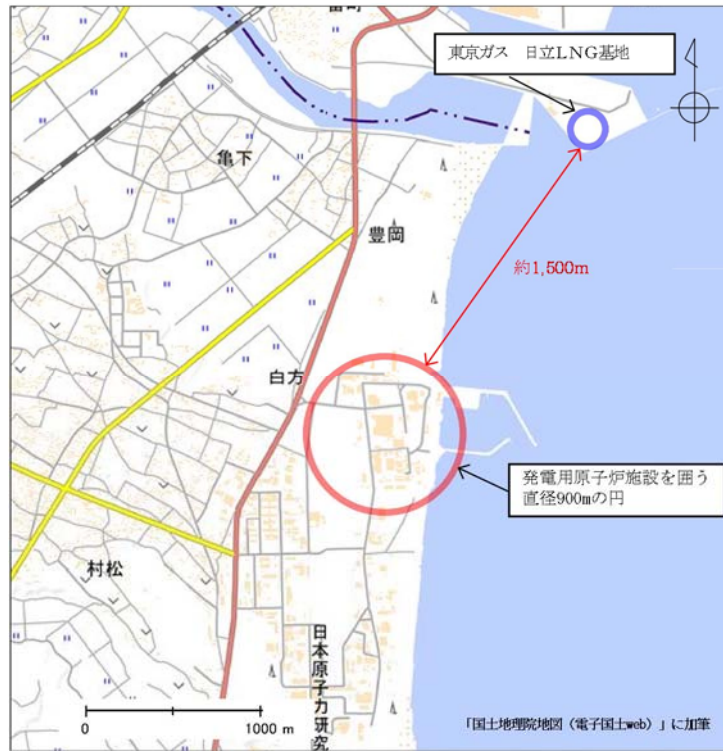 富町
東京ガス 日立LNG基地
亀下
豊岡
約1,500m
白方
発電用原子炉施設を囲う
直径900mの円
村松
日本原子力研究
0
1000 m
「国土地理院地図（電子国土web）」に加筆